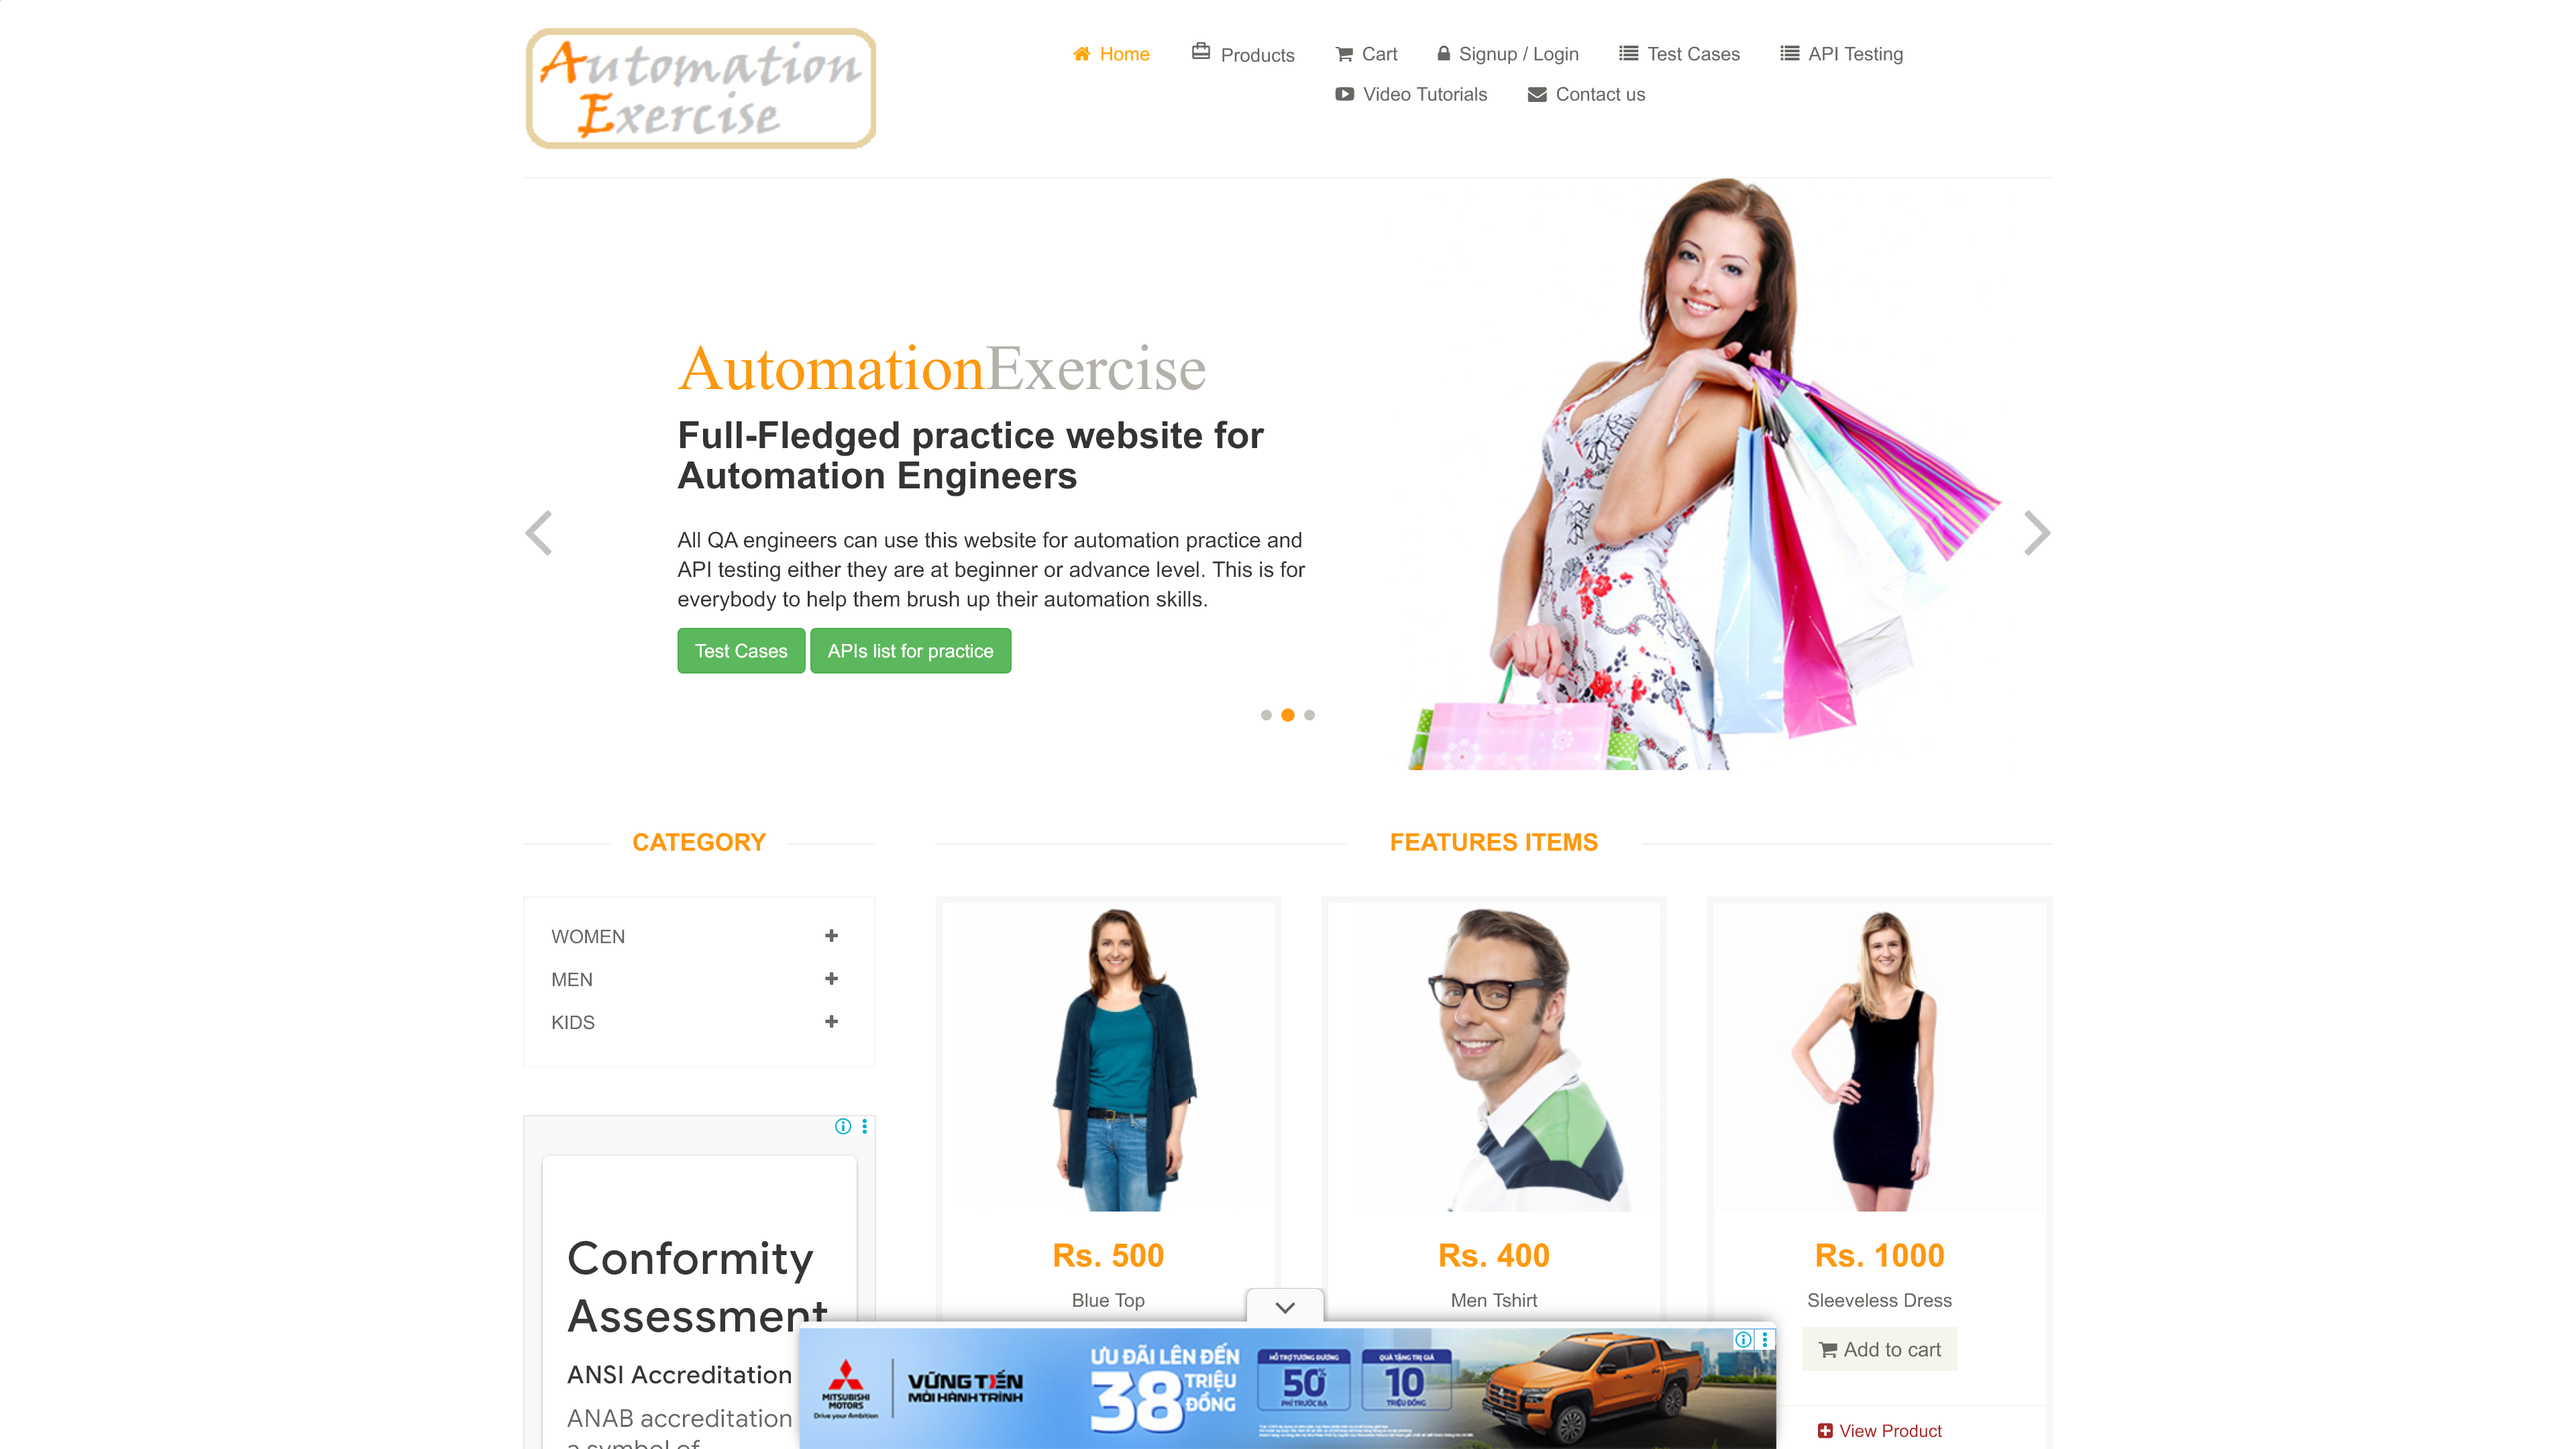 Automation
Exercise
Home
Products
Cart
Signup / Login
Test Cases
API Testing
Video Tutorials
Contact us
AutomationExercise
Full-Fledged practice website for
Automation Engineers
All QA engineers can use this website for automation practice and
API testing either they are at beginner or advance level. This is for
everybody to help them brush up their automation skills.
Test Cases
APIs list for practice
CATEGORY
WOMEN
MEN
KIDS
FEATURES ITEMS
Rs. 500
Blue Top
Rs. 400
Men Tshirt
Rs. 1000
Sleeveless Dress
Add to cart
View Product
Conformity
Assessment
ANSI Accreditation
ANAB accreditation
a symbol of
MITSUBISHI
MOTORS
Drive your Ambition
VỮNG TIẾN
MỌI HÀNH TRÌNH
ƯU ĐÃI LÊN ĐẾN
38 TRIỆU
ĐỒNG
HỖ TRỢ TƯƠNG ĐƯƠNG
50%
PHÍ TRƯỚC BẠ
QUÀ TẶNG TRỊ GIÁ
10
TRIỆU ĐỒNG